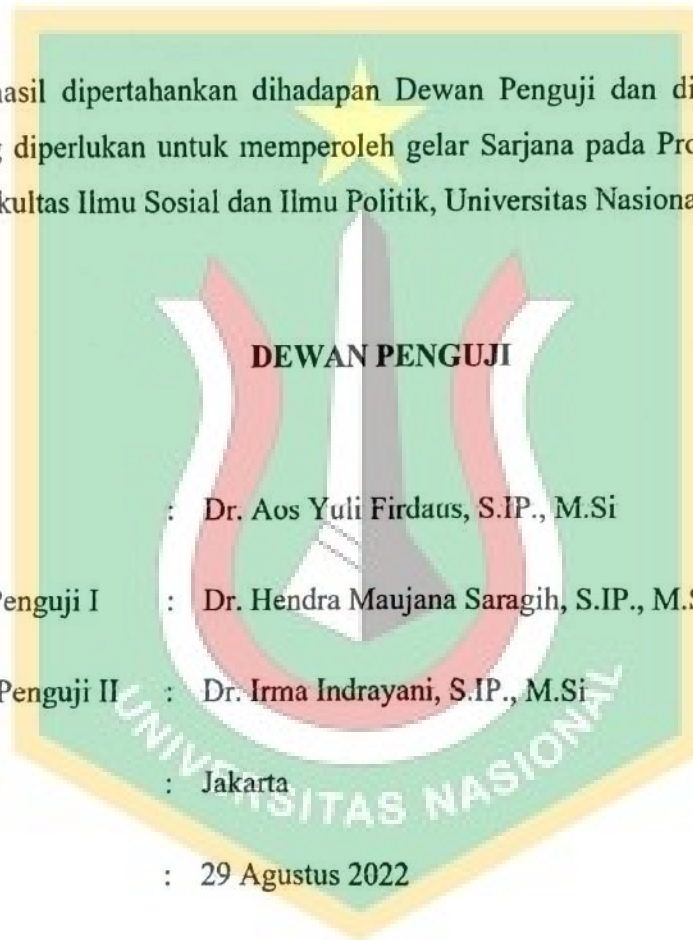 hasil dipertahankan dihadapan Dewan Penguji dan di
diperlukan untuk memperoleh gelar Sarjana pada Pro
kultas Ilmu Sosial dan Ilmu Politik, Universitas Nasiona
DEWAN PENGUJI
: Dr. Aos Yuli Firdaus, S.IP., M.Si
Penguji I : Dr. Hendra Maujana Saragih, S.IP., M.S
Penguji II : Dr. Irma Indrayani, S.IP., M.Si
: Jakarta
UNIVERSITAS NASIONAL
: 29 Agustus 2022